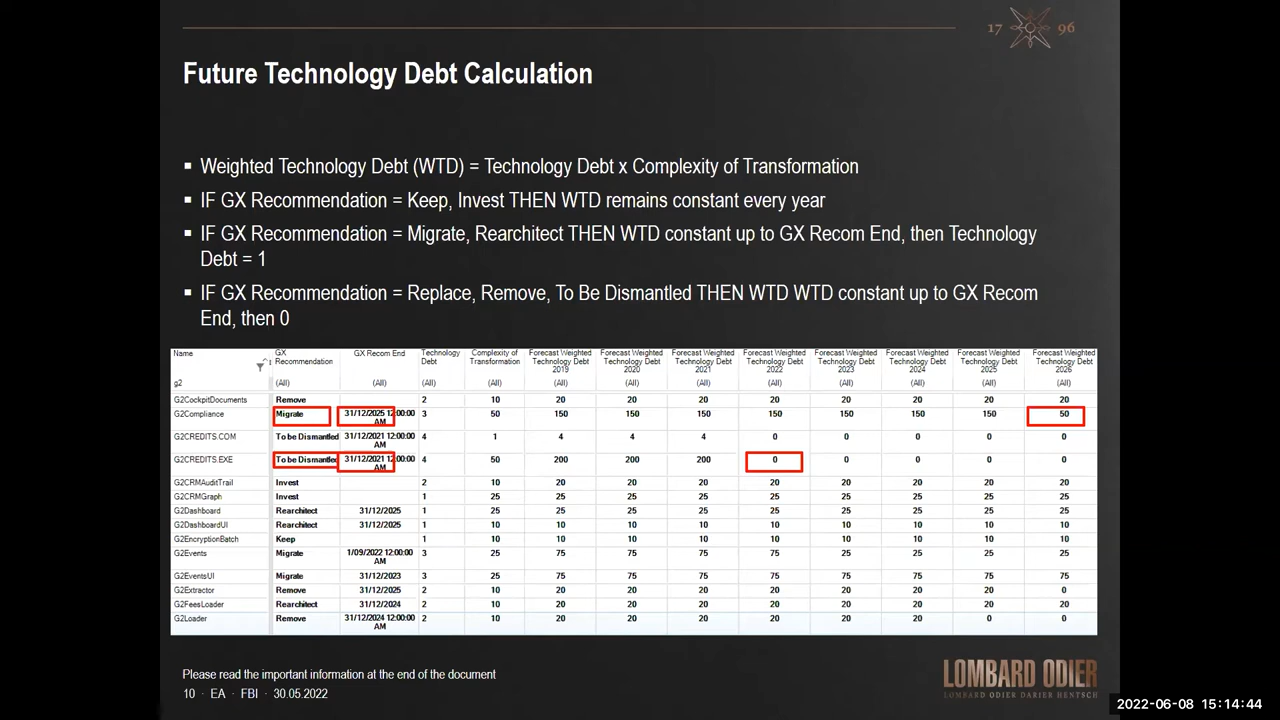 17 96
Future Technology Debt Calculation
▪ Weighted Technology Debt (WTD) = Technology Debt x Complexity of Transformation
▪ IF GX Recommendation = Keep, Invest THEN WTD remains constant every year
▪ IF GX Recommendation = Migrate, Rearchitect THEN WTD constant up to GX Recom End, then Technology
Debt = 1
▪ IF GX Recommendation = Replace, Remove, To Be Dismantled THEN WTD WTD constant up to GX Recom
End, then 0
Name GX Recommendation GX Recom End Technology Debt Complexity of Transformation Forecast Weighted Technology Debt 2019 Forecast Weighted Technology Debt 2020 Forecast Weighted Technology Debt 2021 Forecast Weighted Technology Debt 2022 Forecast Weighted Technology Debt 2023 Forecast Weighted Technology Debt 2024 Forecast Weighted Technology Debt 2025 Forecast Weighted Technology Debt 2026
g2 (All) (All) (All) (All) (All) (All) (All) (All) (All) (All) (All) (All)
G2CockpitDocuments Remove 2 10 20 20 20 20 20 20 20 20
G2Compliance Migrate 31/12/2025 12:00:00 AM 3 50 150 150 150 150 150 150 150 50
G2CREDITS.COM To be Dismantled 31/12/2021 12:00:00 AM 4 1 4 4 4 0 0 0 0 0
G2CREDITS.EXE To be Dismantled 31/12/2021 12:00:00 AM 4 50 200 200 200 0 0 0 0 0
G2CRMAuditTrail Invest 2 10 20 20 20 20 20 20 20 20
G2CRMGraph Invest 1 25 25 25 25 25 25 25 25 25
G2Dashboard Rearchitect 31/12/2025 1 25 25 25 25 25 25 25 25 25
G2DashboardUI Rearchitect 31/12/2025 1 10 10 10 10 10 10 10 10 10
G2EncryptionBatch Keep 1 10 10 10 10 10 10 10 10 10
G2Events Migrate 1/09/2022 12:00:00 AM 3 25 75 75 75 75 25 25 25 25
G2EventsUI Migrate 31/12/2023 3 25 75 75 75 75 75 75 75 75
G2Extractor Remove 31/12/2025 2 10 20 20 20 20 20 20 20 0
G2FeesLoader Rearchitect 31/12/2024 2 10 20 20 20 20 20 20 20 20
G2Loader Remove 31/12/2024 12:00:00 AM 2 10 20 20 20 20 20 20 0 0
Please read the important information at the end of the document
10 · EA · FBI · 30.05.2022
LOMBARD ODIER
LOMBARD ODIER DARIER HENTSCH
2022-06-08 15:14:44